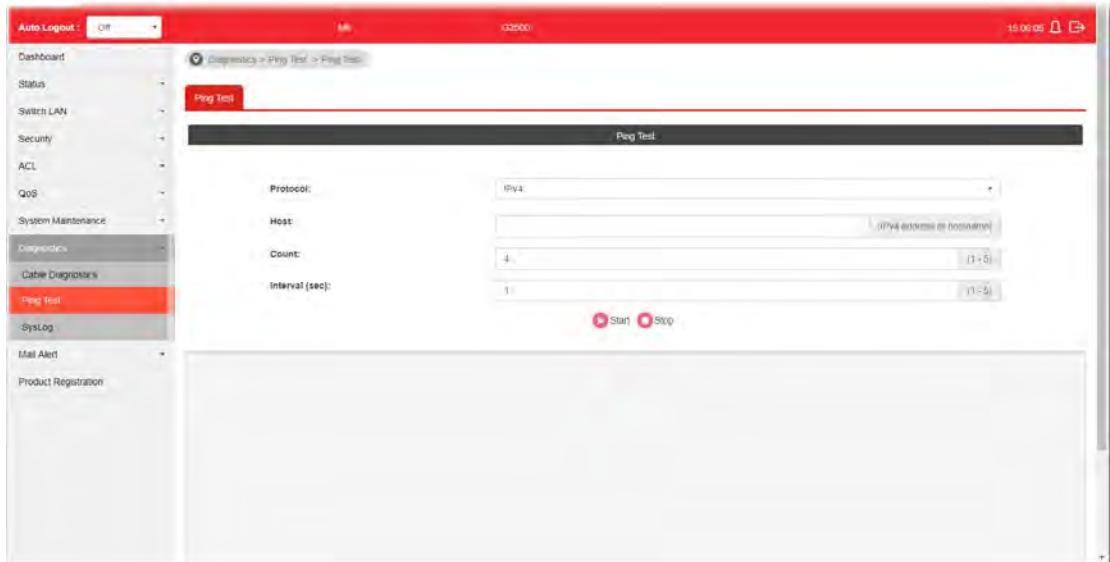 Auto Logout : Off
G2500
15:06:05
Dashboard
Diagnostics > Ping Test > Ping Test
Status
Switch LAN
Ping Test
Security
Ping Test
ACL
QoS
Protocol:
IPv4
System Maintenance
Host:
(IPv4 address or hostname)
Diagnostics
Count:
4
(1 - 5)
Cable Diagnostics
Interval (sec):
1
(1 - 5)
Ping Test
Start Stop
SysLog
Mail Alert
Product Registration